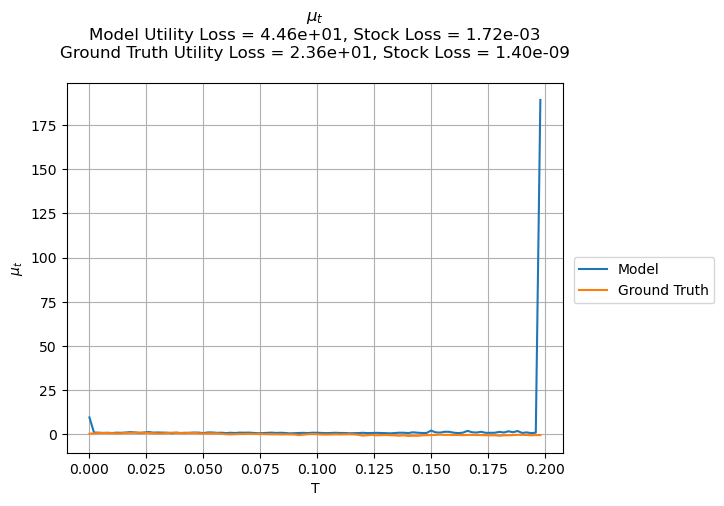 μt
Model Utility Loss = 4.46e+01, Stock Loss = 1.72e-03
Ground Truth Utility Loss = 2.36e+01, Stock Loss = 1.40e-09
175
150
125
100
75
50
25
0
μt
0.000 0.025 0.050 0.075 0.100 0.125 0.150 0.175 0.200
T
Model
Ground Truth